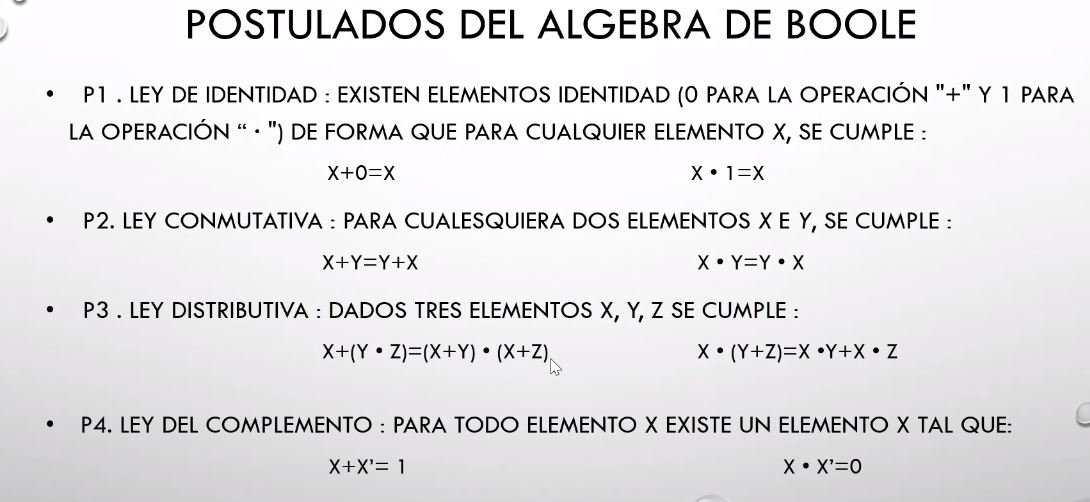 POSTULADOS DEL ALGEBRA DE BOOLE
• P1 . LEY DE IDENTIDAD : EXISTEN ELEMENTOS IDENTIDAD (0 PARA LA OPERACIÓN "+" Y 1 PARA
LA OPERACIÓN “ · ") DE FORMA QUE PARA CUALQUIER ELEMENTO X, SE CUMPLE :
X+0=X X • 1=X
• P2. LEY CONMUTATIVA : PARA CUALESQUIERA DOS ELEMENTOS X E Y, SE CUMPLE :
X+Y=Y+X X • Y=Y • X
• P3 . LEY DISTRIBUTIVA : DADOS TRES ELEMENTOS X, Y, Z SE CUMPLE :
X+(Y • Z)=(X+Y) • (X+Z) X • (Y+Z)=X •Y+X • Z
• P4. LEY DEL COMPLEMENTO : PARA TODO ELEMENTO X EXISTE UN ELEMENTO X TAL QUE:
X+X’= 1 X • X’=0